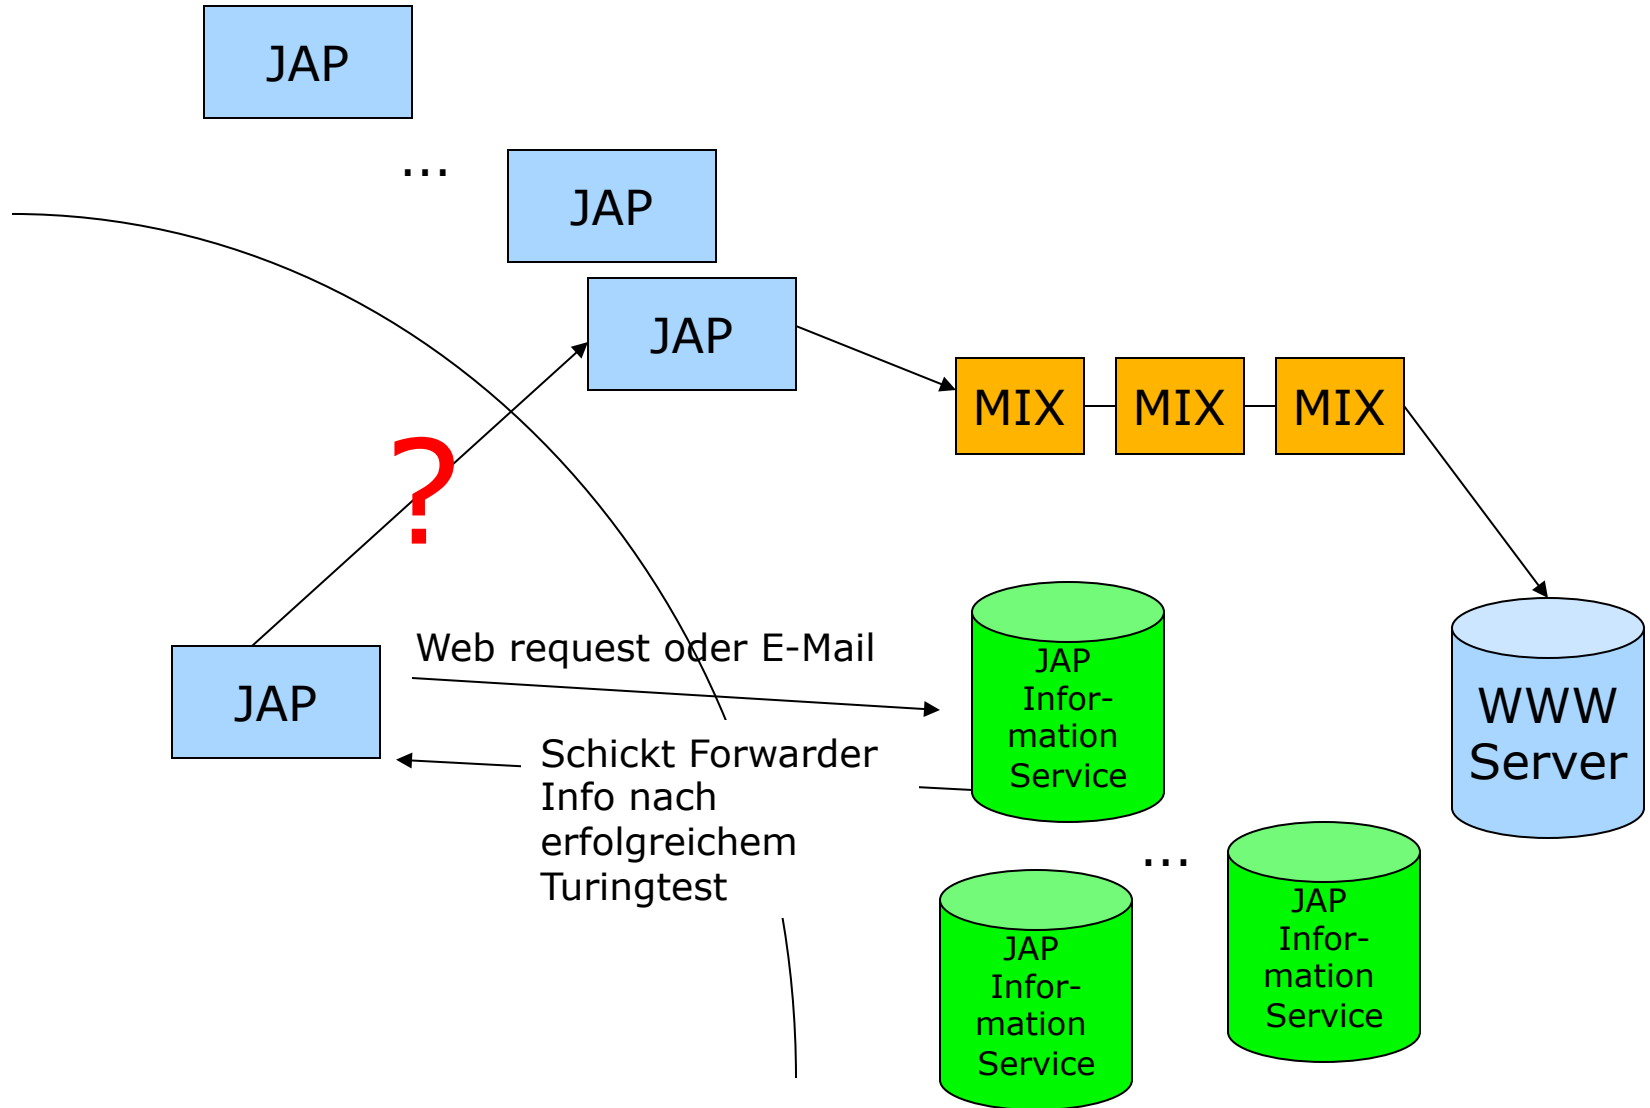 JAP
...
JAP
JAP
MIX
MIX
MIX
?
Web request oder E-Mail
JAP
Schickt Forwarder
Info nach
erfolgreichem
Turingtest
JAP
Infor-
mation
Service
WWW
Server
...
JAP
Infor-
mation
Service
JAP
Infor-
mation
Service